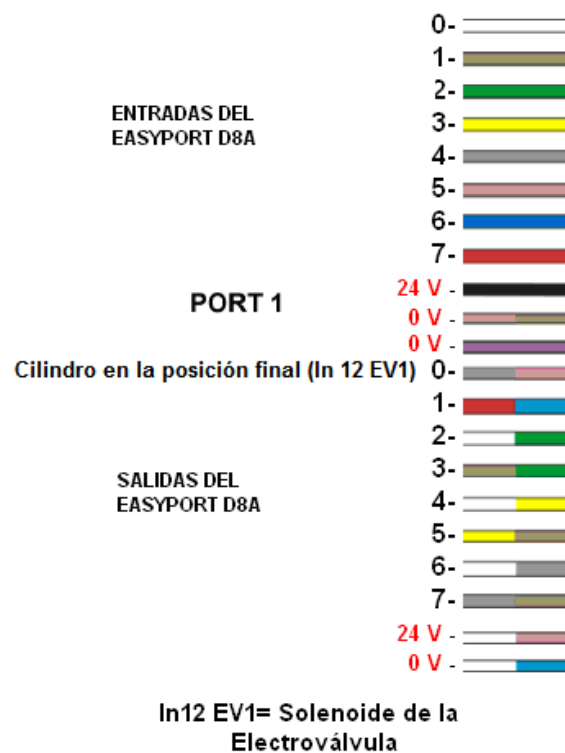 0-
1-
2-
ENTRADAS DEL
EASYPORT D8A
3-
4-
5-
6-
7-
24 V -
PORT 1
0 V -
0 V -
Cilindro en la posición final (In 12 EV1) 0-
1-
2-
3-
SALIDAS DEL
EASYPORT D8A
4-
5-
6-
7-
24 V -
0 V -
In12 EV1= Solenoide de la
Electroválvula